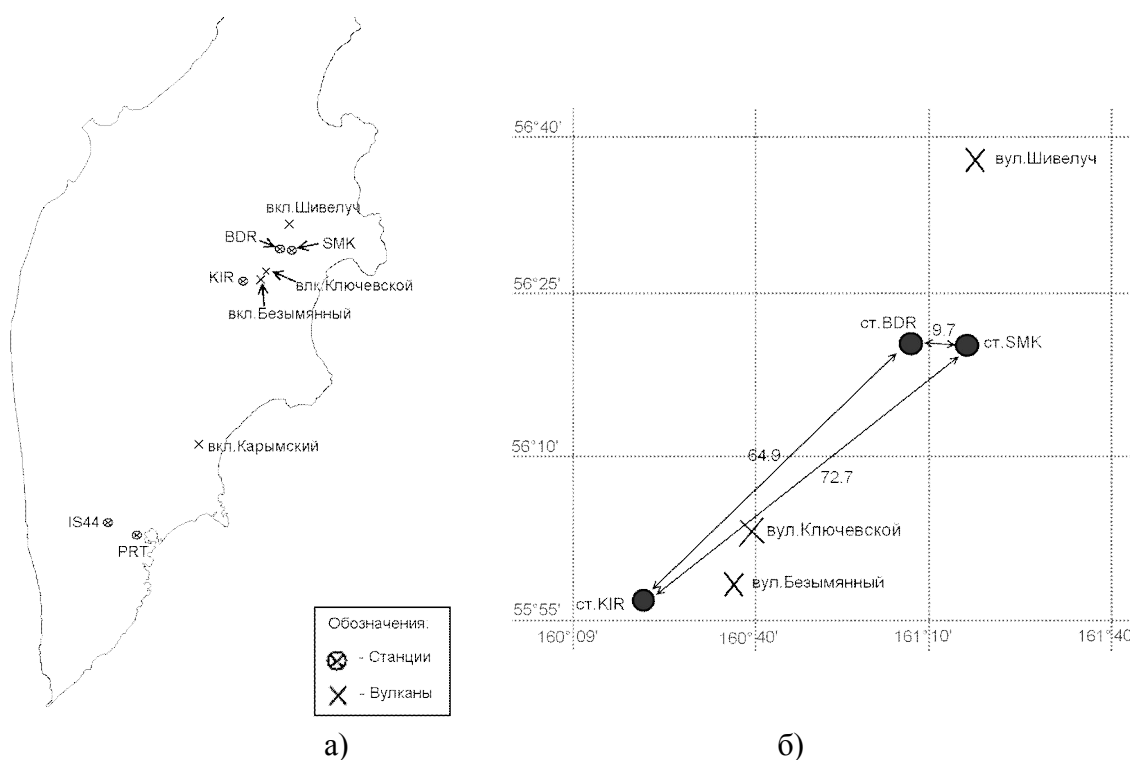 вкл.Шивелуч
BDR
SMK
KIR
влк.Ключевской
вкл.Безымянный
вкл.Карымский
IS44
PRT
Обозначения:
- Станции
- Вулканы
а)
56°40'
вул.Шивелуч
56°25'
ст.BDR
9.7
ст.SMK
56°10'
64.9
72.7
вул.Ключевской
вул.Безымянный
ст.KIR
55°55'
160°09'
160°40'
161°10'
161°40'
б)